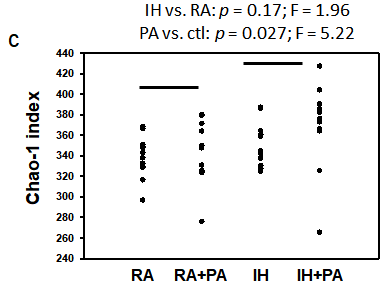 IH vs. RA: p = 0.17; F = 1.96
PA vs. ctl: p = 0.027; F = 5.22
C
Chao-1 index
440
420
400
380
360
340
320
300
280
260
240
RA RA+PA IH IH+PA